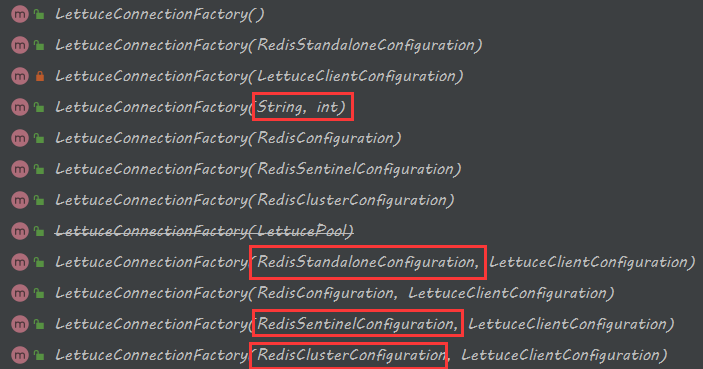 m LettuceConnectionFactory()
m LettuceConnectionFactory(RedisStandaloneConfiguration)
m LettuceConnectionFactory(LettuceClientConfiguration)
m LettuceConnectionFactory(String, int)
m LettuceConnectionFactory(RedisConfiguration)
m LettuceConnectionFactory(RedisSentinelConfiguration)
m LettuceConnectionFactory(RedisClusterConfiguration)
m LettuceConnectionFactory(LettucePool)
m LettuceConnectionFactory(RedisStandaloneConfiguration, LettuceClientConfiguration)
m LettuceConnectionFactory(RedisConfiguration, LettuceClientConfiguration)
m LettuceConnectionFactory(RedisSentinelConfiguration, LettuceClientConfiguration)
m LettuceConnectionFactory(RedisClusterConfiguration, LettuceClientConfiguration)